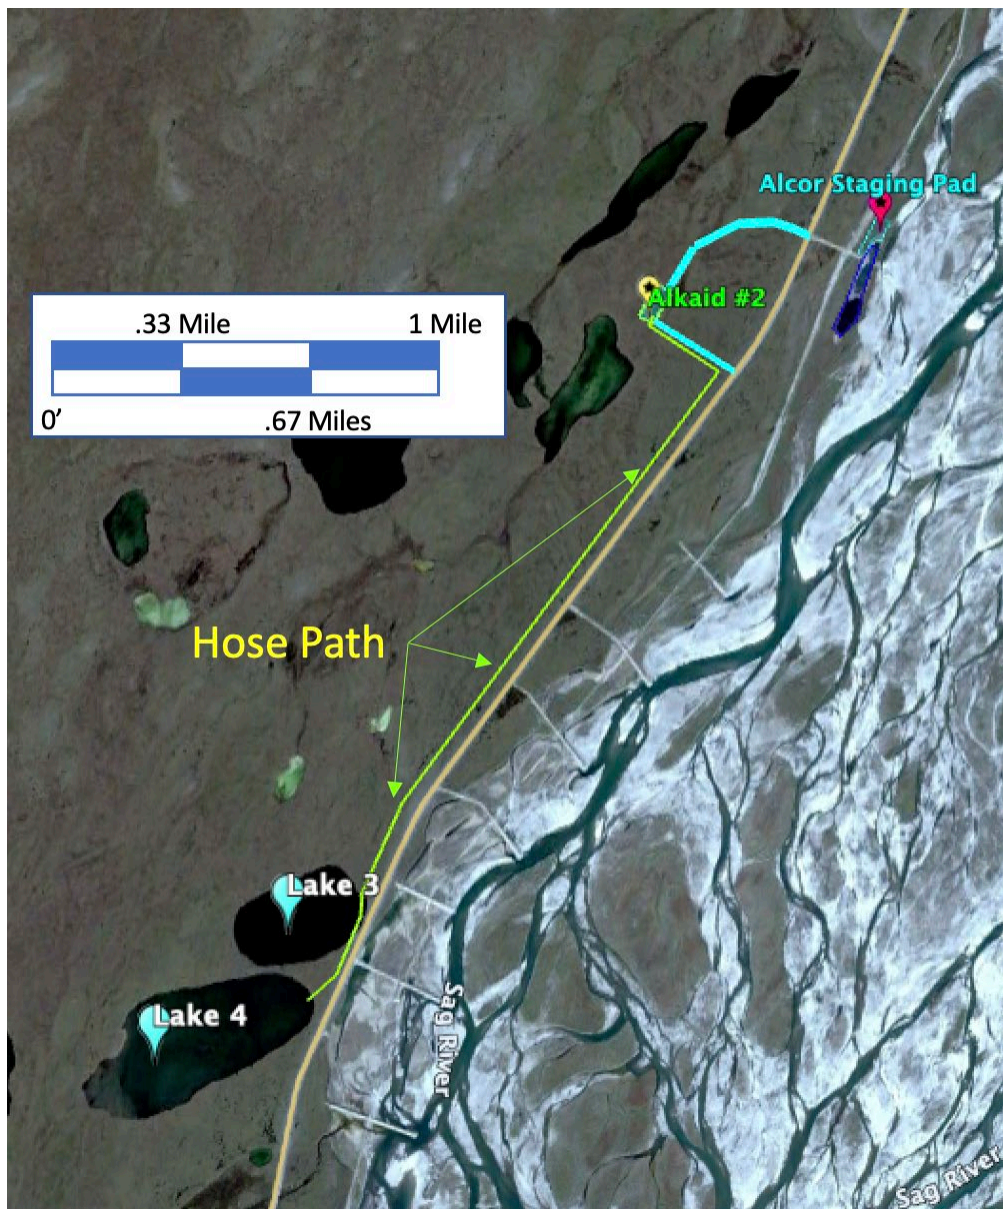 Alcor Staging Pad
Alkaid #2
.33 Mile
1 Mile
0’
.67 Miles
Hose Path
Lake 3
Lake 4
Sag River
Sag River